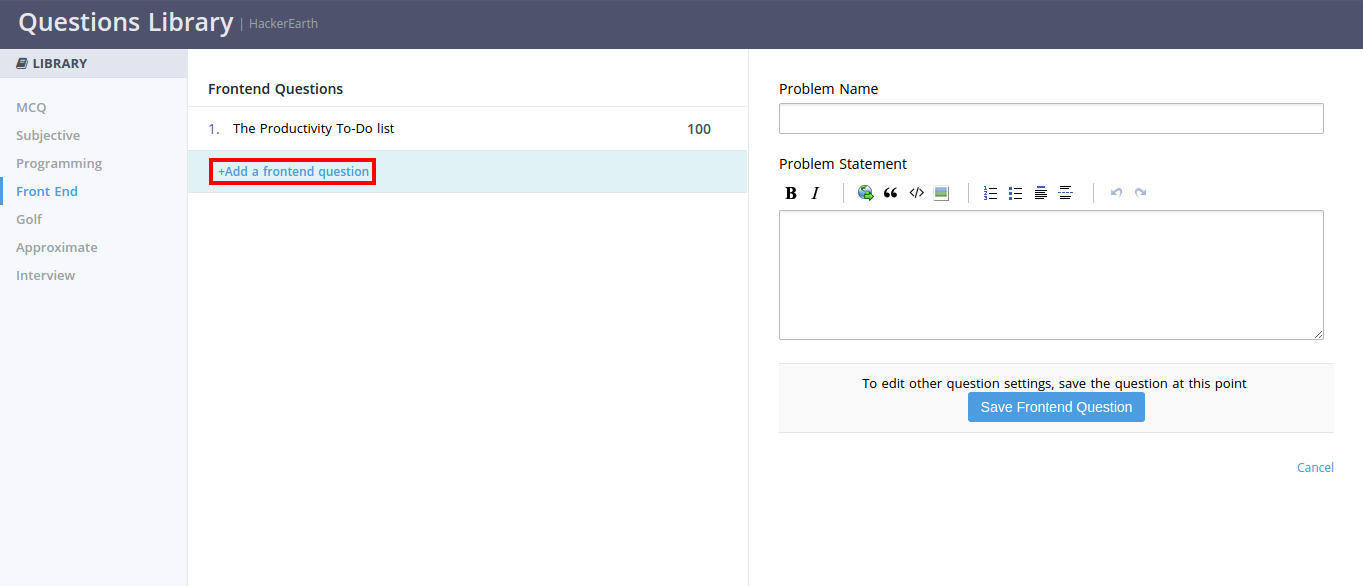 Questions Library | HackerEarth
LIBRARY
MCQ
Subjective
Programming
Front End
Golf
Approximate
Interview
Frontend Questions
1. The Productivity To-Do list 100
+Add a frontend question
Problem Name
Problem Statement
B I
To edit other question settings, save the question at this point
Save Frontend Question
Cancel